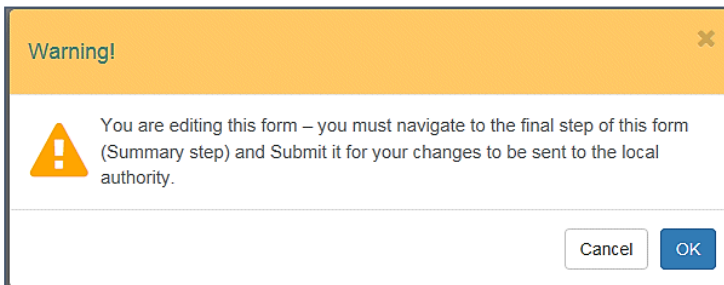 Warning!
You are editing this form – you must navigate to the final step of this form
(Summary step) and Submit it for your changes to be sent to the local
authority.
Cancel
OK